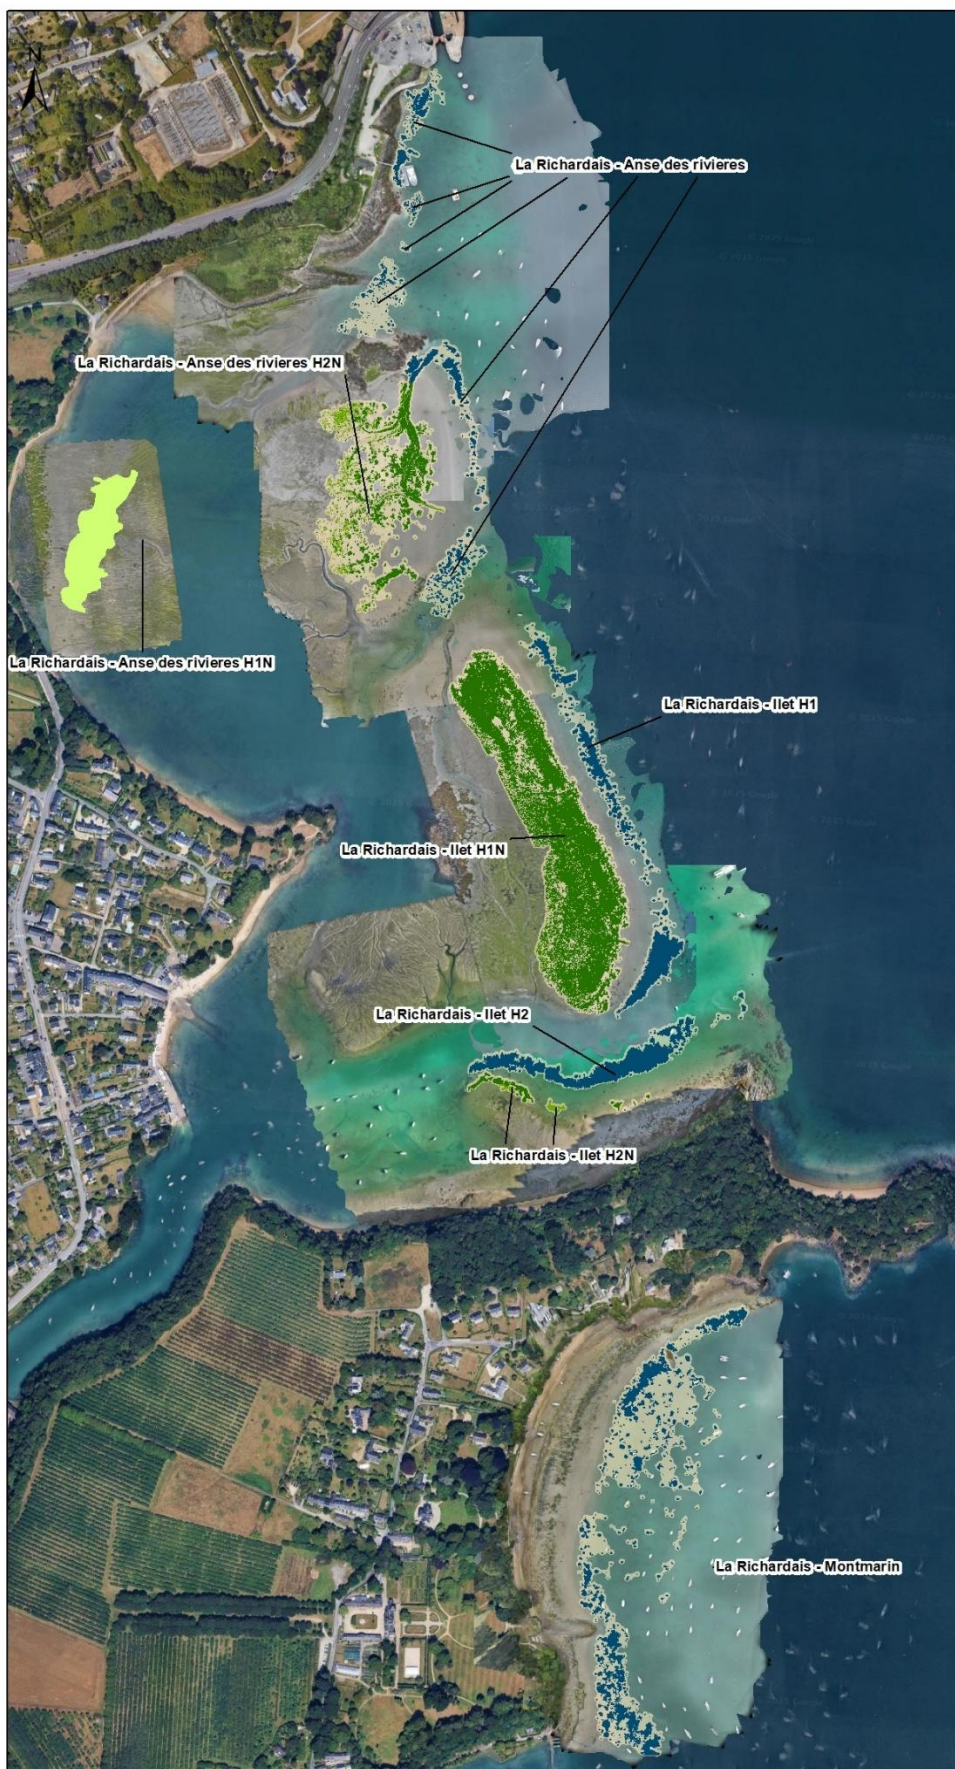 N
La Richardais - Anse des rivieres
La Richardais - Anse des rivieres H2N
La Richardais - Anse des rivieres H1N
La Richardais - Ilet H1
La Richardais - Ilet H1N
La Richardais - Ilet H2
La Richardais - Ilet H2N
La Richardais - Montmarin